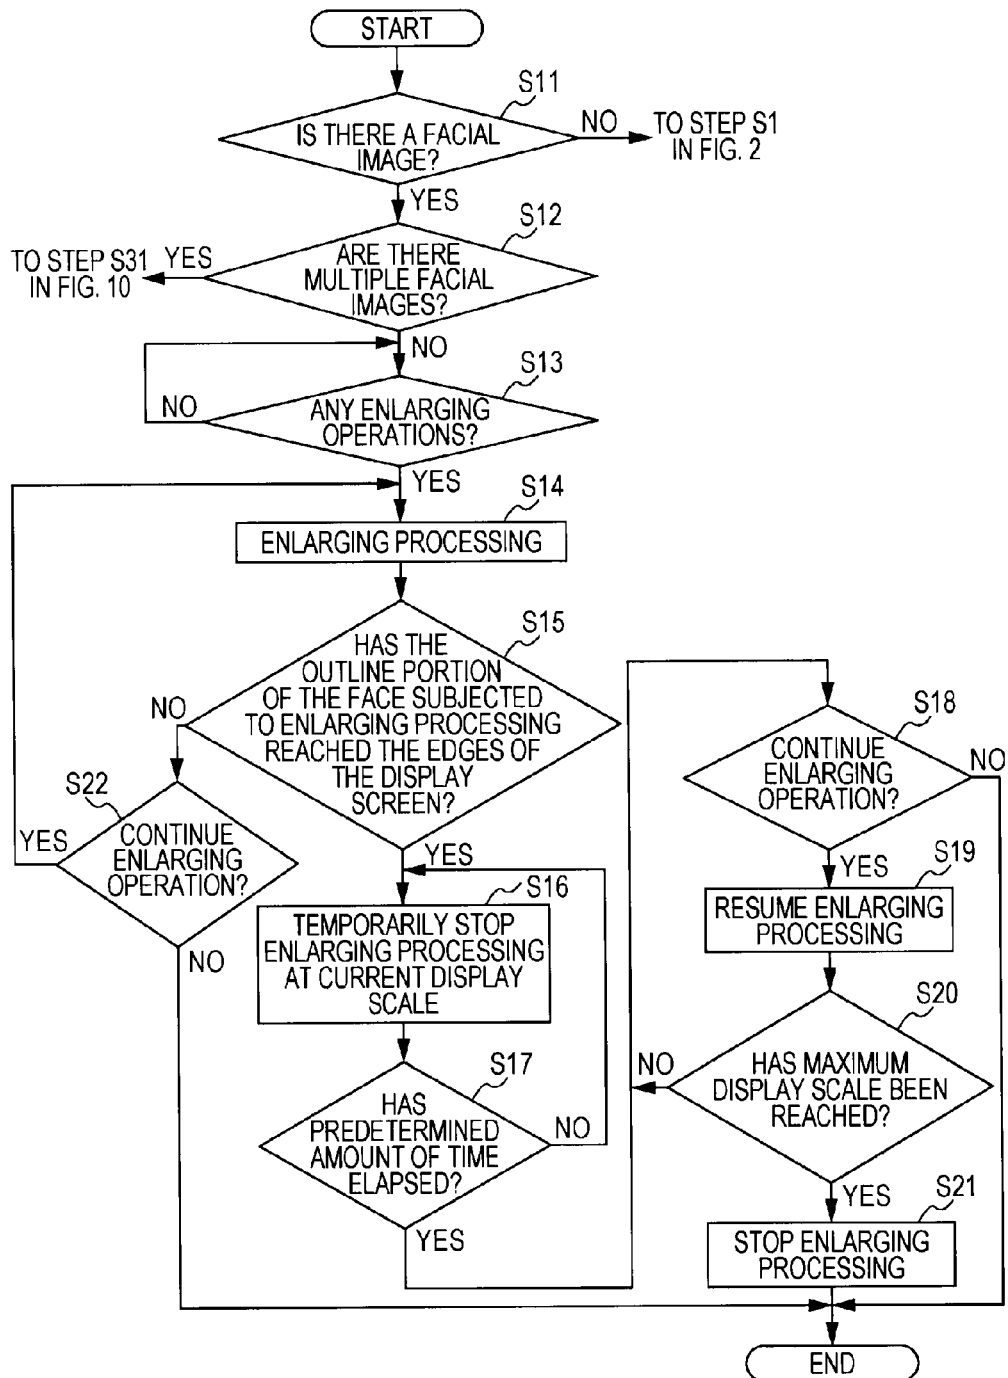 START
S11
IS THERE A FACIAL
IMAGE?
NO
TO STEP S1
IN FIG. 2
YES
S12
ARE THERE
MULTIPLE FACIAL
IMAGES?
YES
TO STEP S31
IN FIG. 10
NO
S13
ANY ENLARGING
OPERATIONS?
NO
YES
S14
ENLARGING PROCESSING
S15
HAS THE
OUTLINE PORTION
OF THE FACE SUBJECTED
TO ENLARGING PROCESSING
REACHED THE EDGES OF
THE DISPLAY
SCREEN?
NO
S22
CONTINUE
ENLARGING
OPERATION?
YES
NO
YES
S16
TEMPORARILY STOP
ENLARGING PROCESSING
AT CURRENT DISPLAY
SCALE
S17
HAS
PREDETERMINED
AMOUNT OF TIME
ELAPSED?
NO
YES
S18
CONTINUE
ENLARGING
OPERATION?
NO
YES
S19
RESUME ENLARGING
PROCESSING
S20
HAS MAXIMUM
DISPLAY SCALE BEEN
REACHED?
NO
YES
S21
STOP ENLARGING
PROCESSING
END